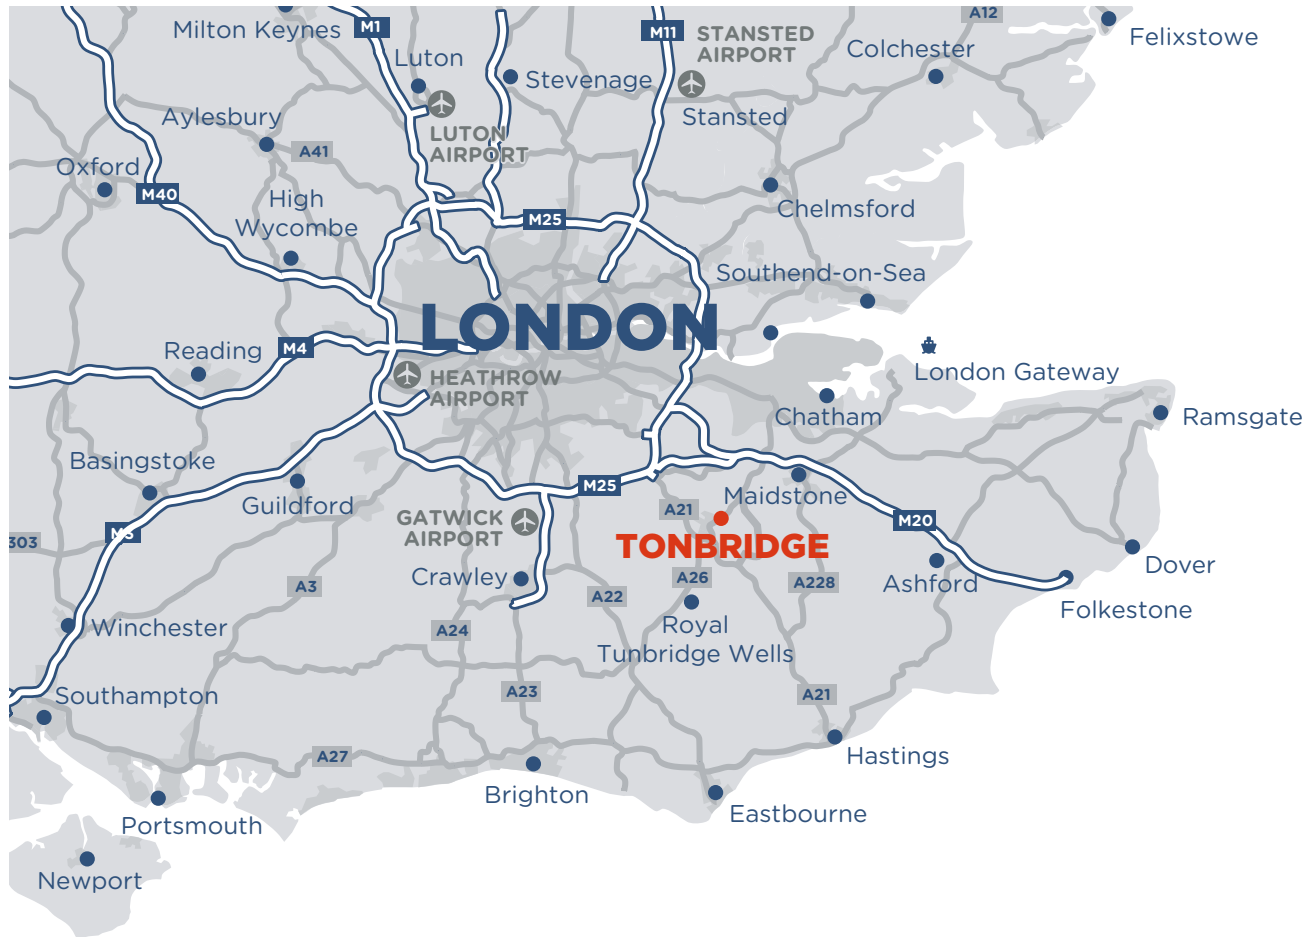 A12
Milton Keynes
M1
M11
STANSTED
AIRPORT
Felixstowe
Colchester
Luton
Stevenage
Aylesbury
Stansted
LUTON
AIRPORT
A41
Oxford
M40
High
Wycombe
M25
Chelmsford
Southend-on-Sea
LONDON
M4
Reading
London Gateway
HEATHROW
AIRPORT
Chatham
Ramsgate
Basingstoke
M25
Guildford
Maidstone
A21
M20
GATWICK
AIRPORT
303
TONBRIDGE
Dover
Crawley
A3
A22
A26
A228
Ashford
Folkestone
Winchester
A24
Royal
Tunbridge Wells
Southampton
A23
A21
A27
Hastings
Brighton
Eastbourne
Portsmouth
Newport